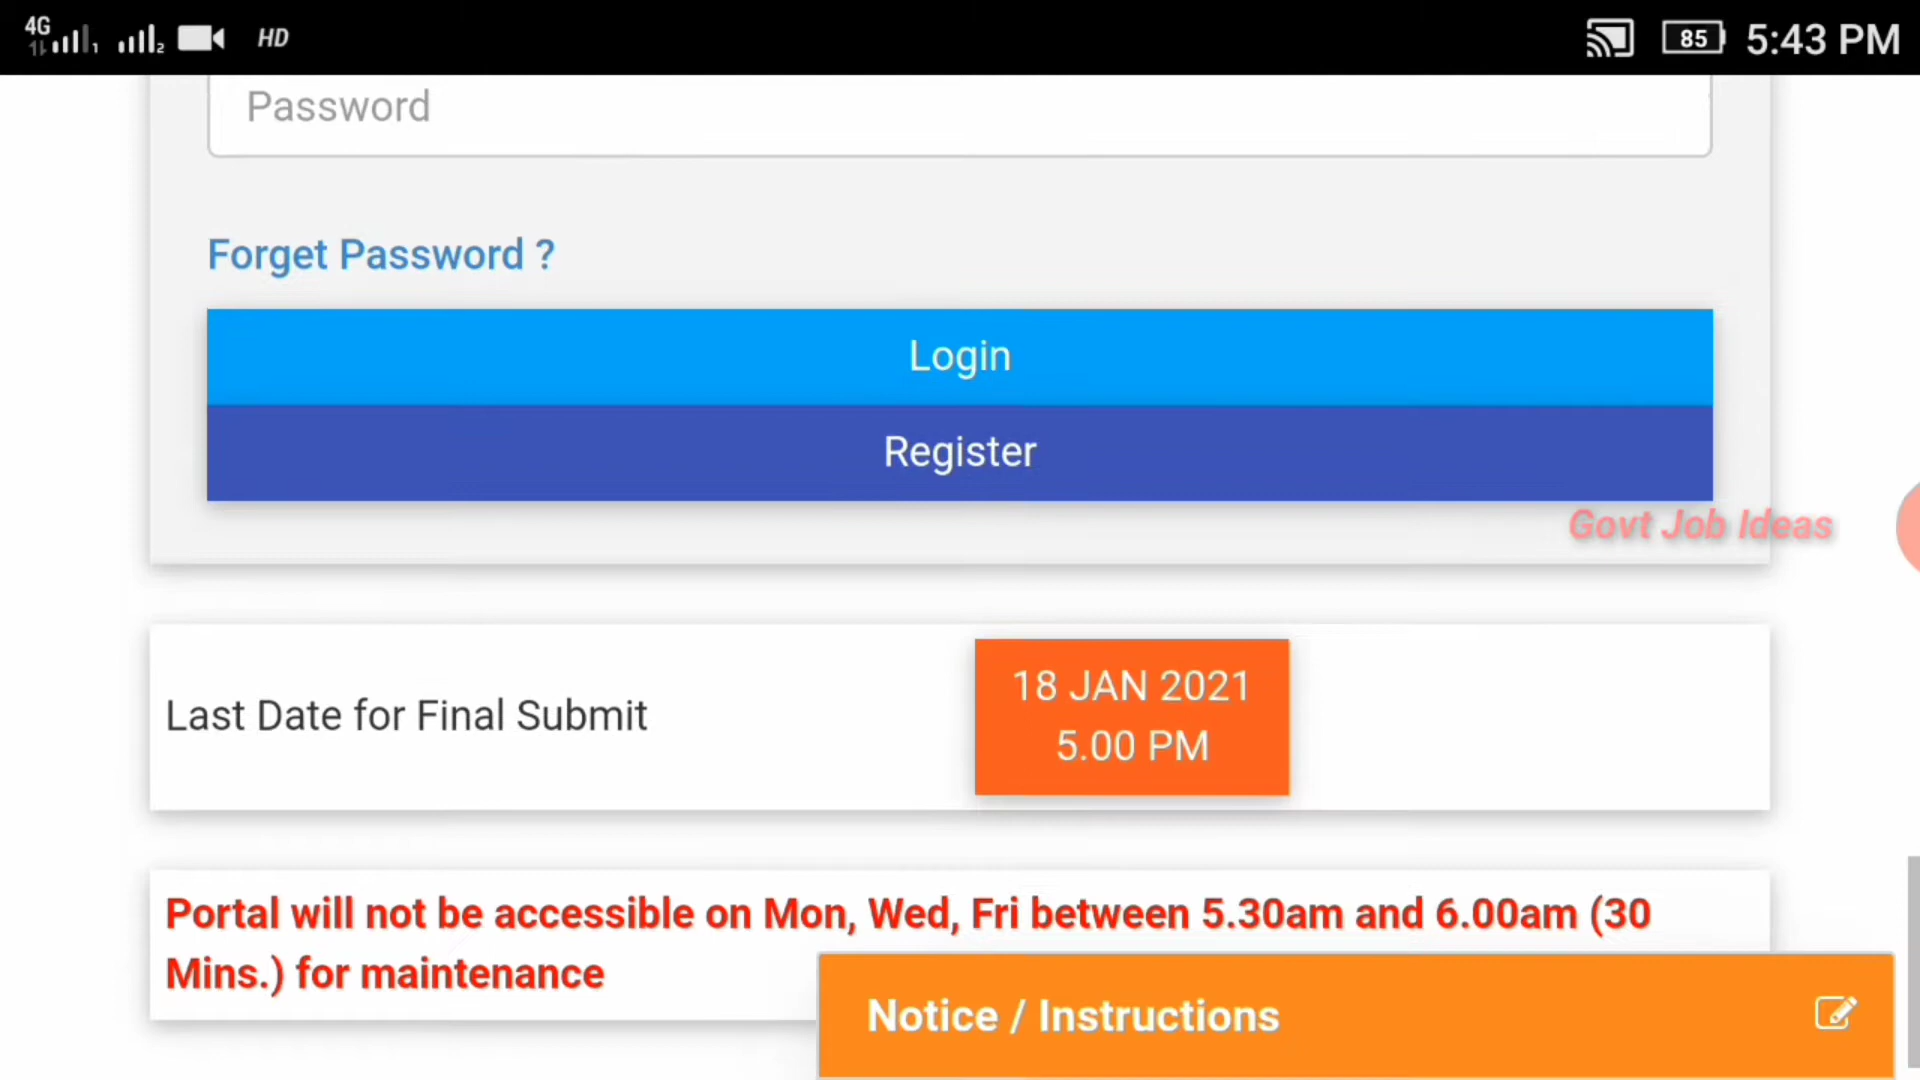 4G 1 2 HD 85 5:43 PM
Password
Forget Password ?
Login
Register
Govt Job Ideas
Last Date for Final Submit
18 JAN 2021
5.00 PM
Portal will not be accessible on Mon, Wed, Fri between 5.30am and 6.00am (30
Mins.) for maintenance
Notice / Instructions